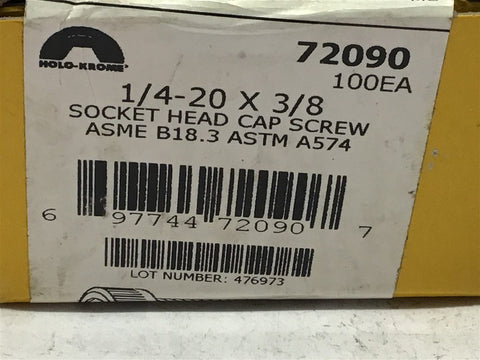 HOLO-KROME®
72090
100EA
1/4-20 X 3/8
SOCKET HEAD CAP SCREW
ASME B18.3 ASTM A574
6 97744 72090 7
LOT NUMBER: 476973